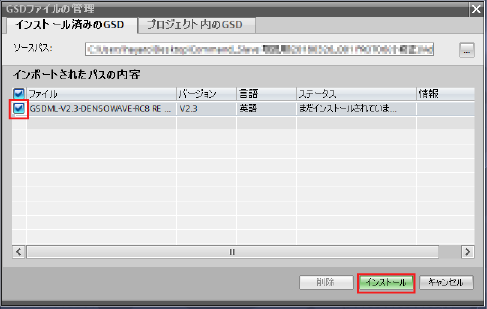 GSDファイルの管理
インストール済みのGSD
プロジェクト内のGSD
ソースパス:
...
インポートされたパスの内容
ファイル バージョン 言語 ステータス 情報
GSDML-V2.3-DENSOWAVE-RC8 RE ... V2.3 英語 まだインストールされていま...
削除 インストール キャンセル